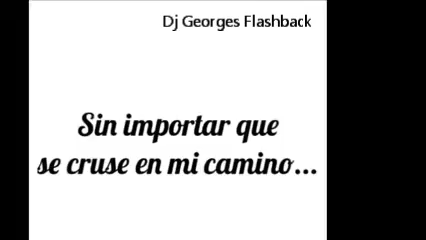 Dj Georges Flashback
Sin importar que
se cruse en mi camino...